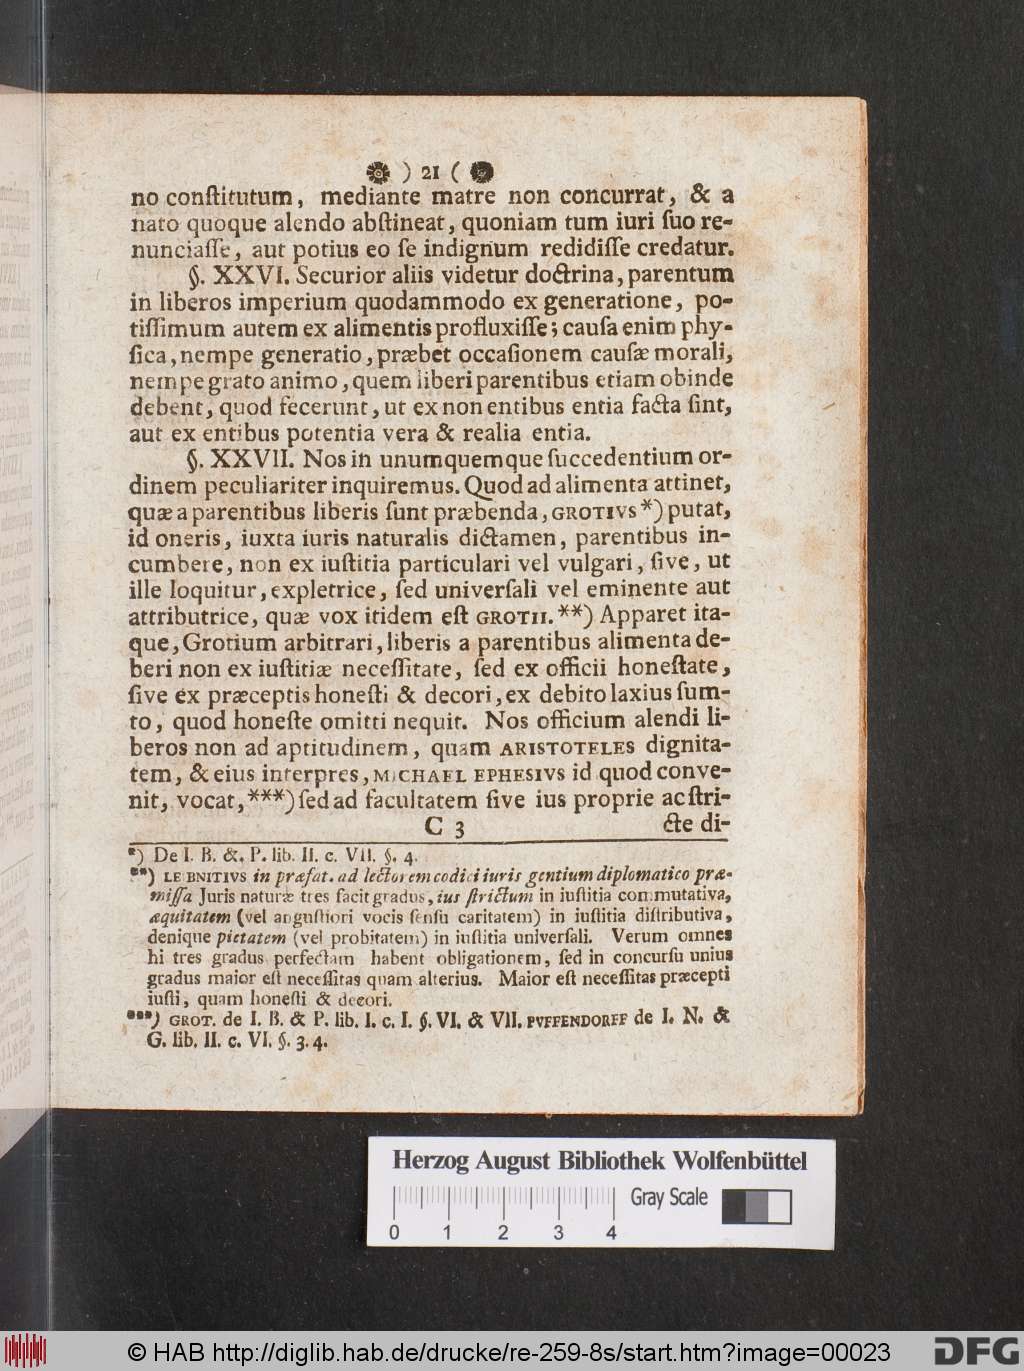 ) 21 (
no conſtitutum, mediante matre non concurrat, & a
nato quoque alendo abſtineat, quoniam tum iuri ſuo re-
nunciaſſe, aut potius eo ſe indignum redidiſſe credatur.
§. XXVI. Securior aliis videtur doctrina, parentum
in liberos imperium quodammodo ex generatione, po-
tiſſimum autem ex alimentis profluxiſſe; cauſa enim phy-
ſica, nempe generatio, præbet occaſionem cauſæ morali,
nempe grato animo, quem liberi parentibus etiam obinde
debent, quod fecerunt, ut ex non entibus entia facta ſint,
aut ex entibus potentia vera & realia entia.
§. XXVII. Nos in unumquemque ſuccedentium or-
dinem peculiariter inquiremus. Quod ad alimenta attinet,
quæ a parentibus liberis ſunt præbenda, GROTIVS *) putat,
id oneris, iuxta iuris naturalis dictamen, parentibus in-
cumbere, non ex iuſtitia particulari vel vulgari, ſive, ut
ille loquitur, expletrice, ſed univerſali vel eminente aut
attributrice, quæ vox itidem eſt GROTII. **) Apparet ita-
que, Grotium arbitrari, liberis a parentibus alimenta de-
beri non ex iuſtitiæ neceſſitate, ſed ex officii honeſtate,
ſive ex præceptis honeſti & decori, ex debito laxius ſum-
to, quod honeſte omitti nequit. Nos officium alendi li-
beros non ad aptitudinem, quam ARISTOTELES dignita-
tem, & eius interpres, MICHAEL EPHESIVS id quod conve-
nit, vocat, ***) ſed ad facultatem ſive ius proprie ac ſtri-
C 3 cte di-
*) De I. B. &. P. lib. II. c. VII. §. 4.
**) LEIBNITIVS in præfat. ad lectorem codici iuris gentium diplomatico præ-
miſſa Juris naturæ tres facit gradus, ius ſtrictum in iuſtitia commutativa,
æquitatem (vel anguſtiori vocis ſenſu caritatem) in iuſtitia diſtributiva,
denique pietatem (vel probitatem) in iuſtitia univerſali. Verum omnes
hi tres gradus perfectam habent obligationem, ſed in concurſu unius
gradus maior eſt neceſſitas quam alterius. Maior eſt neceſſitas præcepti
iuſti, quam honeſti & decori.
***) GROT. de I. B. & P. lib. I. c. I. §. VI. & VII. PVFFENDORFF de I. N. &
G. lib. II. c. VI. §. 3. 4.
Herzog August Bibliothek Wolfenbüttel
Gray Scale
0 1 2 3 4
© HAB http://diglib.hab.de/drucke/re-259-8s/start.htm?image=00023
DFG